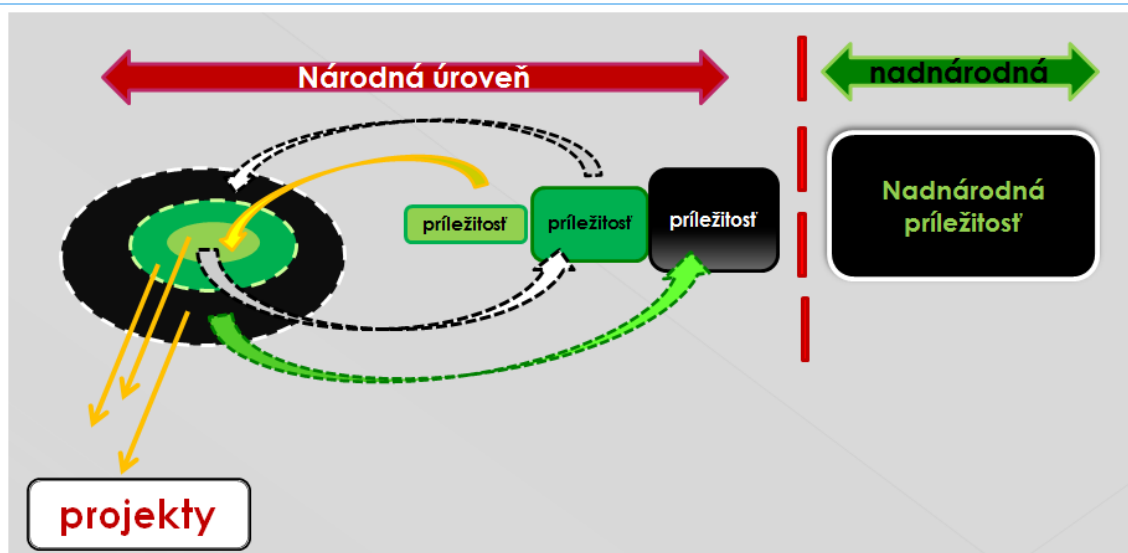 Národná úroveň
nadnárodná
príležitosť
príležitosť
príležitosť
Nadnárodná
príležitosť
projekty